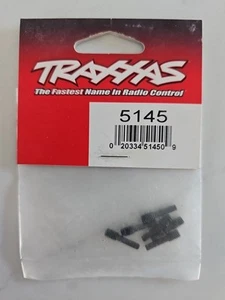 TRAXXAS
The Fastest Name In Radio Control
5145
0 20334 51450 9